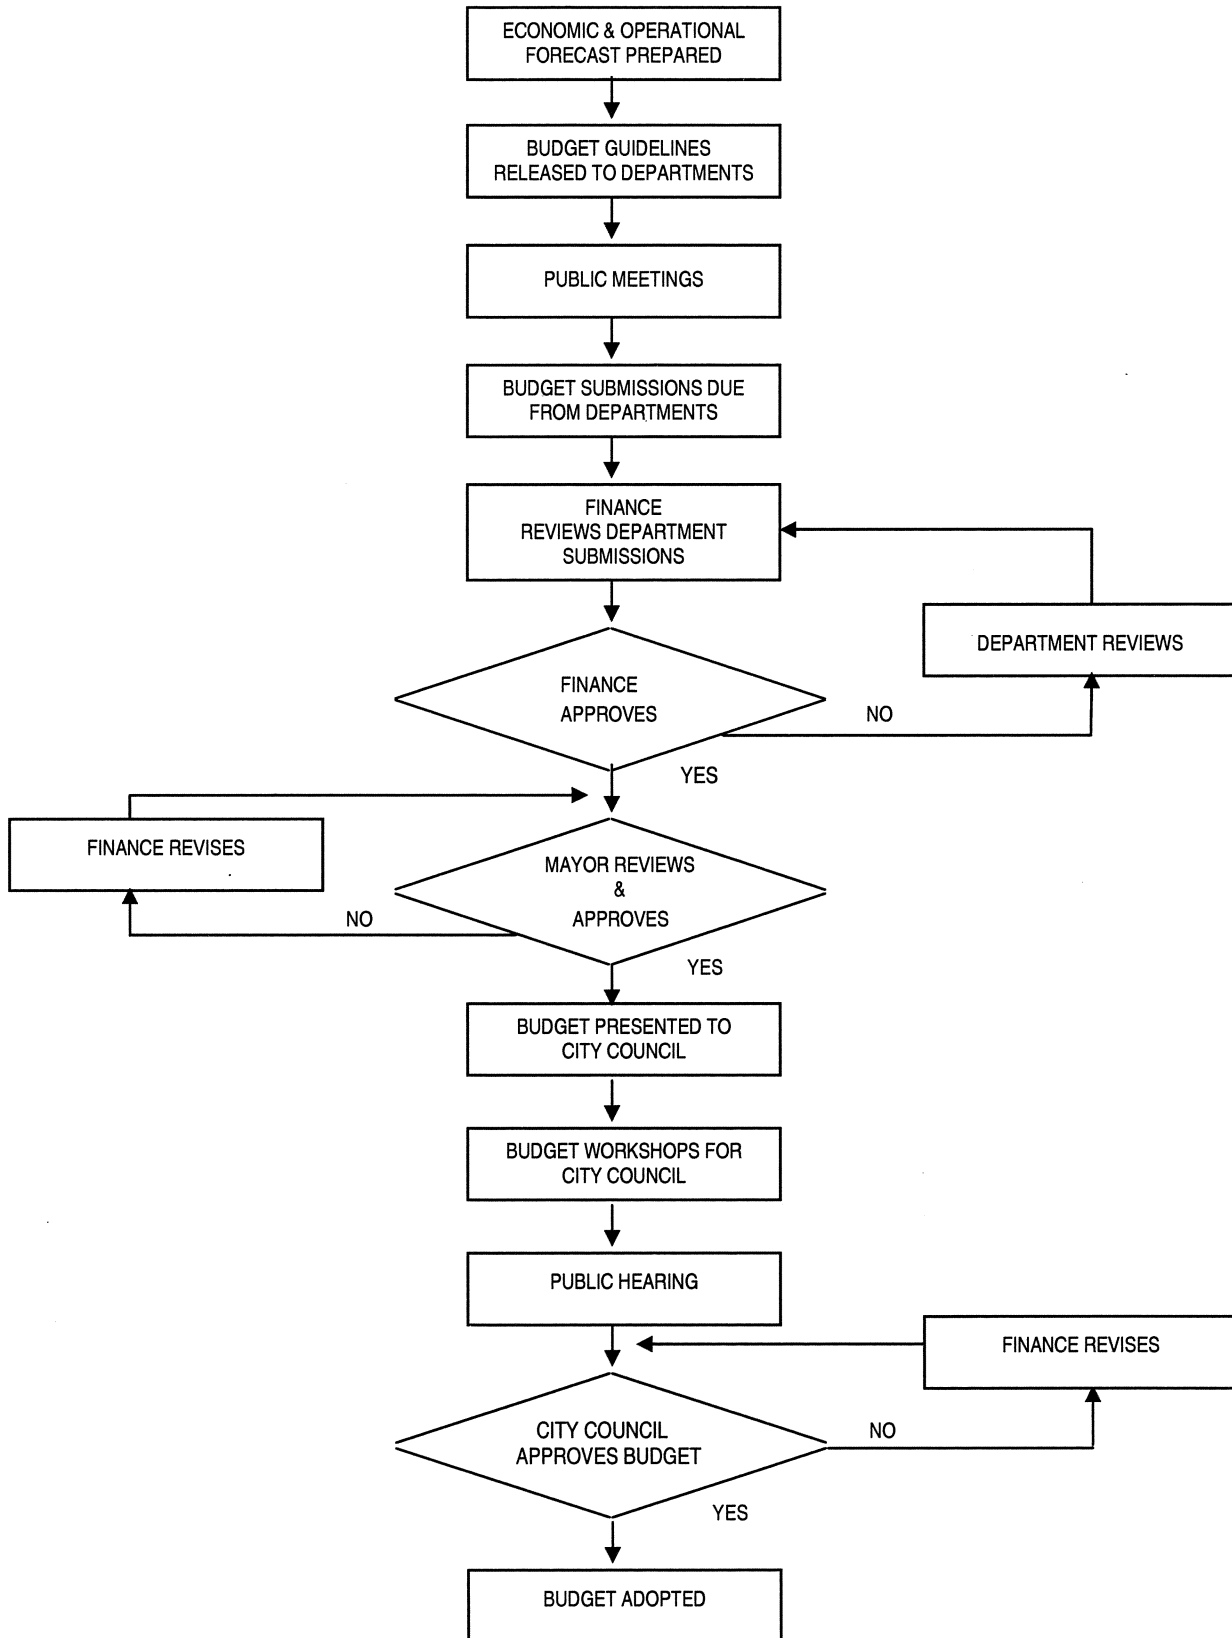 ECONOMIC & OPERATIONAL
FORECAST PREPARED
BUDGET GUIDELINES
RELEASED TO DEPARTMENTS
PUBLIC MEETINGS
BUDGET SUBMISSIONS DUE
FROM DEPARTMENTS
FINANCE
REVIEWS DEPARTMENT
SUBMISSIONS
DEPARTMENT REVIEWS
FINANCE
APPROVES
NO
YES
FINANCE REVISES
MAYOR REVIEWS
&
APPROVES
NO
YES
BUDGET PRESENTED TO
CITY COUNCIL
BUDGET WORKSHOPS FOR
CITY COUNCIL
PUBLIC HEARING
FINANCE REVISES
CITY COUNCIL
APPROVES BUDGET
NO
YES
BUDGET ADOPTED